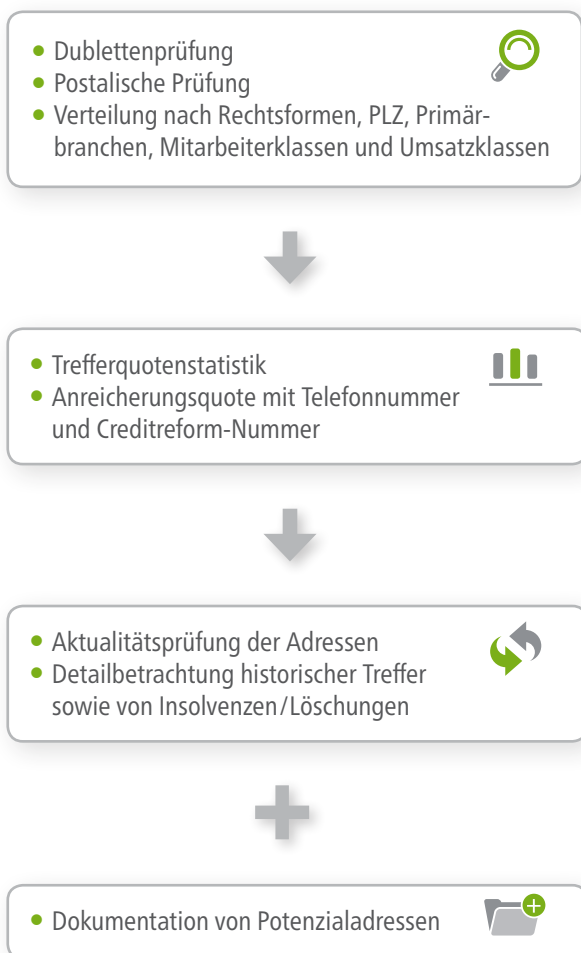 • Dublettenprüfung
• Postalische Prüfung
• Verteilung nach Rechtsformen, PLZ, Primär-
branchen, Mitarbeiterklassen und Umsatzklassen
• Trefferquotenstatistik
• Anreicherungsquote mit Telefonnummer
und Creditreform-Nummer
• Aktualitätsprüfung der Adressen
• Detailbetrachtung historischer Treffer
sowie von Insolvenzen/Löschungen
• Dokumentation von Potenzialadressen